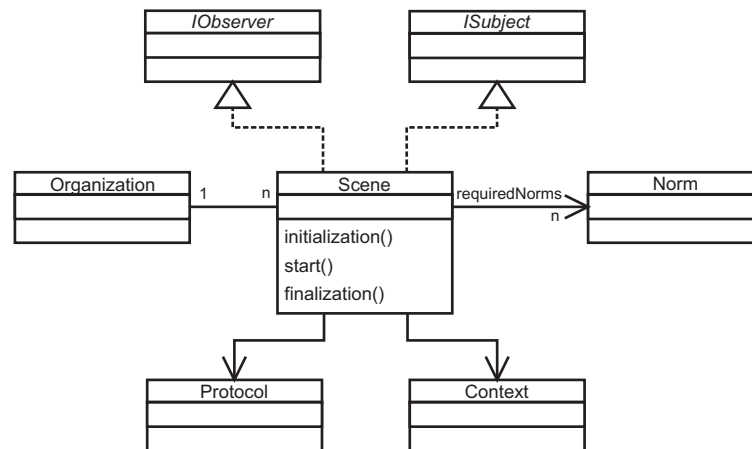 IObserver
ISubject
Organization
1
n
Scene
requiredNorms
n
Norm
initialization()
start()
finalization()
Protocol
Context